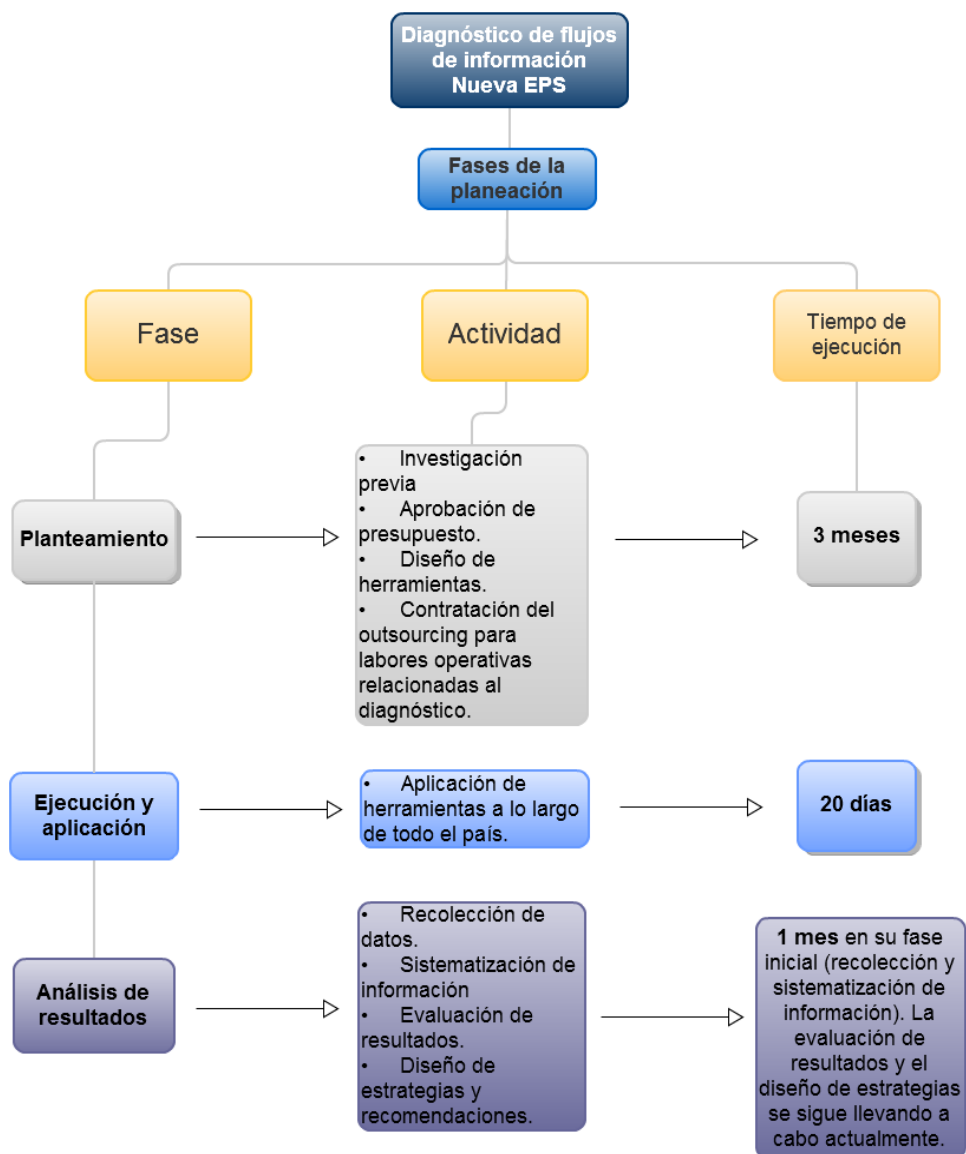 Diagnóstico de flujos
de información
Nueva EPS
Fases de la
planeación
Fase
Actividad
Tiempo de
ejecución
Planteamiento
• Investigación
previa
• Aprobación de
presupuesto.
• Diseño de
herramientas.
• Contratación del
outsourcing para
labores operativas
relacionadas al
diagnóstico.
3 meses
Ejecución y
aplicación
• Aplicación de
herramientas a lo largo
de todo el país.
20 días
Análisis de
resultados
• Recolección de
datos.
• Sistematización de
información
• Evaluación de
resultados.
• Diseño de
estrategias y
recomendaciones.
1 mes en su fase
inicial (recolección y
sistematización de
información). La
evaluación de
resultados y el
diseño de estrategias
se sigue llevando a
cabo actualmente.